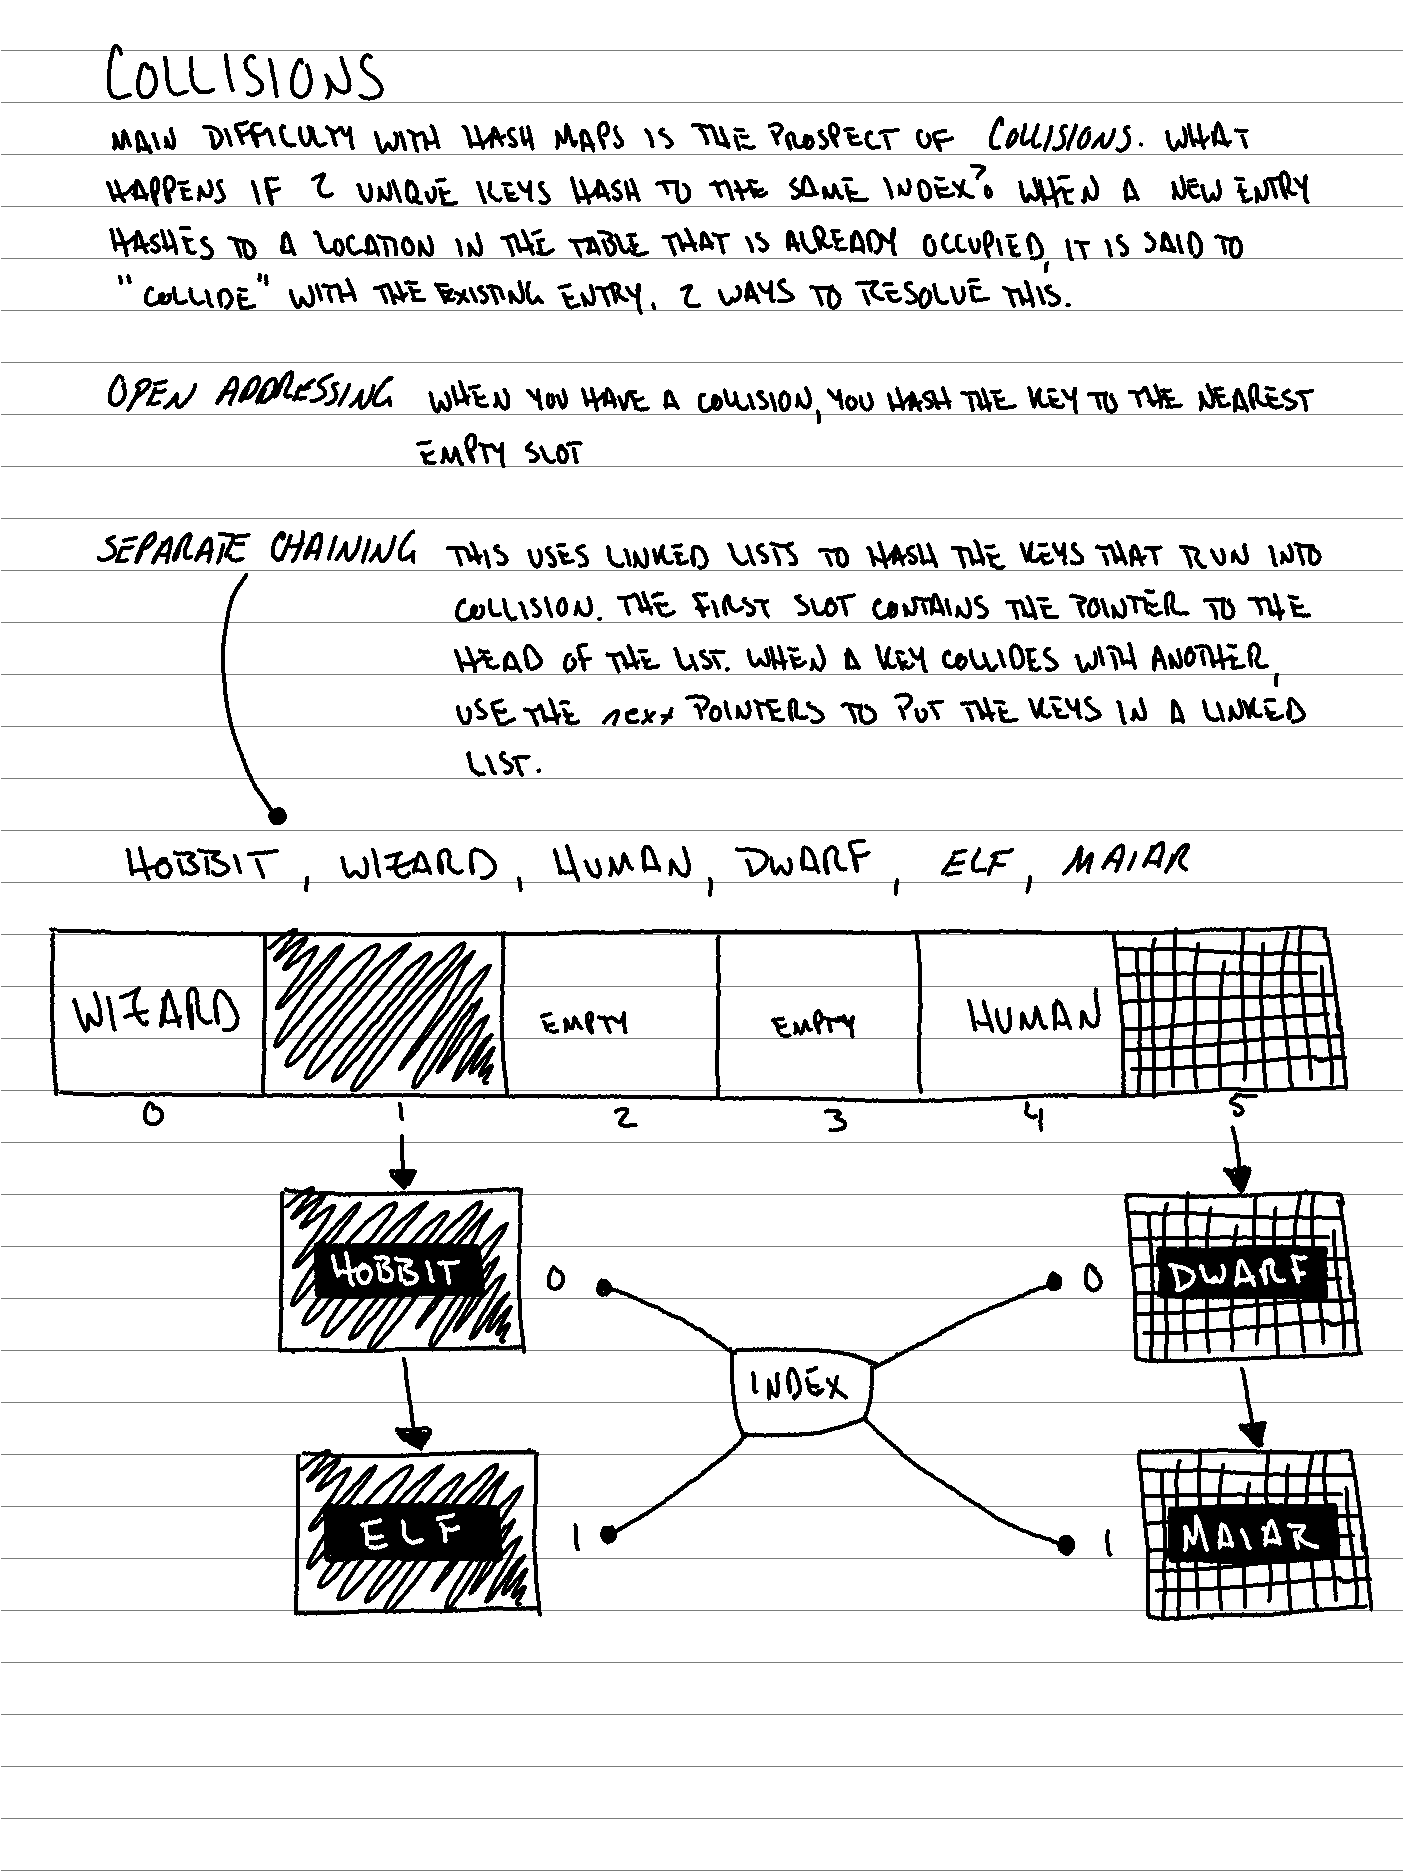 COLLISIONS
MAIN DIFFICULTY WITH HASH MAPS IS THE PROSPECT OF COLLISIONS. WHAT
HAPPENS IF 2 UNIQUE KEYS HASH TO THE SAME INDEX? WHEN A NEW ENTRY
HASHES TO A LOCATION IN THE TABLE THAT IS ALREADY OCCUPIED, IT IS SAID TO
"COLLIDE" WITH THE EXISTING ENTRY. 2 WAYS TO RESOLVE THIS.
OPEN ADDRESSING WHEN YOU HAVE A COLLISION, YOU HASH THE KEY TO THE NEAREST
EMPTY SLOT
SEPARATE CHAINING THIS USES LINKED LISTS TO HASH THE KEYS THAT RUN INTO
COLLISION. THE FIRST SLOT CONTAINS THE POINTER TO THE
HEAD OF THE LIST. WHEN A KEY COLLIDES WITH ANOTHER,
USE THE next POINTERS TO PUT THE KEYS IN A LINKED
LIST.
HOBBIT, WIZARD, HUMAN, DWARF, ELF, MAIAR
WIZARD EMPTY EMPTY HUMAN
0 1 2 3 4 5
HOBBIT 0 0 DWARF
INDEX
ELF 1 1 MAIAR